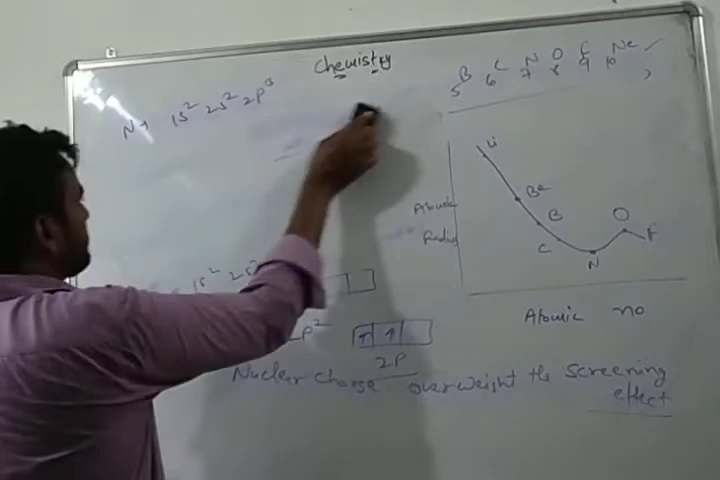 Chemistry
B C N O F Ne
5 6 7 8 9 10
N → 1s² 2s² 2p³
Li
Be
B
C
N
O
F
Atomic
Radius
Atomic no
1s² 2s²
2p²
↑ ↑
2P
Nuclear charge overweight the screening
effect